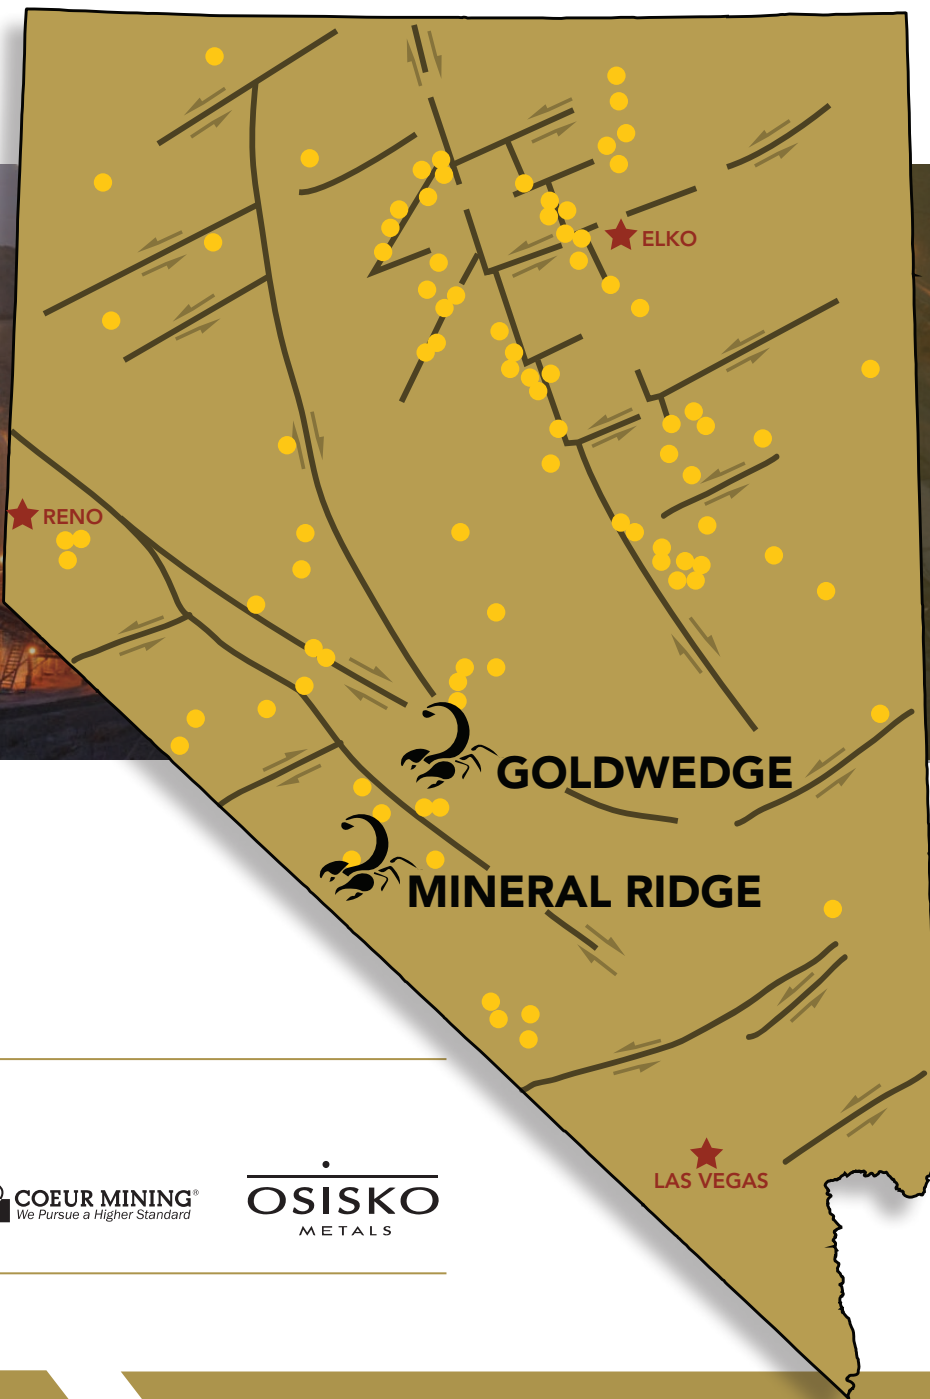 ELKO
RENO
GOLDWEDGE
MINERAL RIDGE
LAS VEGAS
COEUR MINING®
We Pursue a Higher Standard
OSISKO
METALS